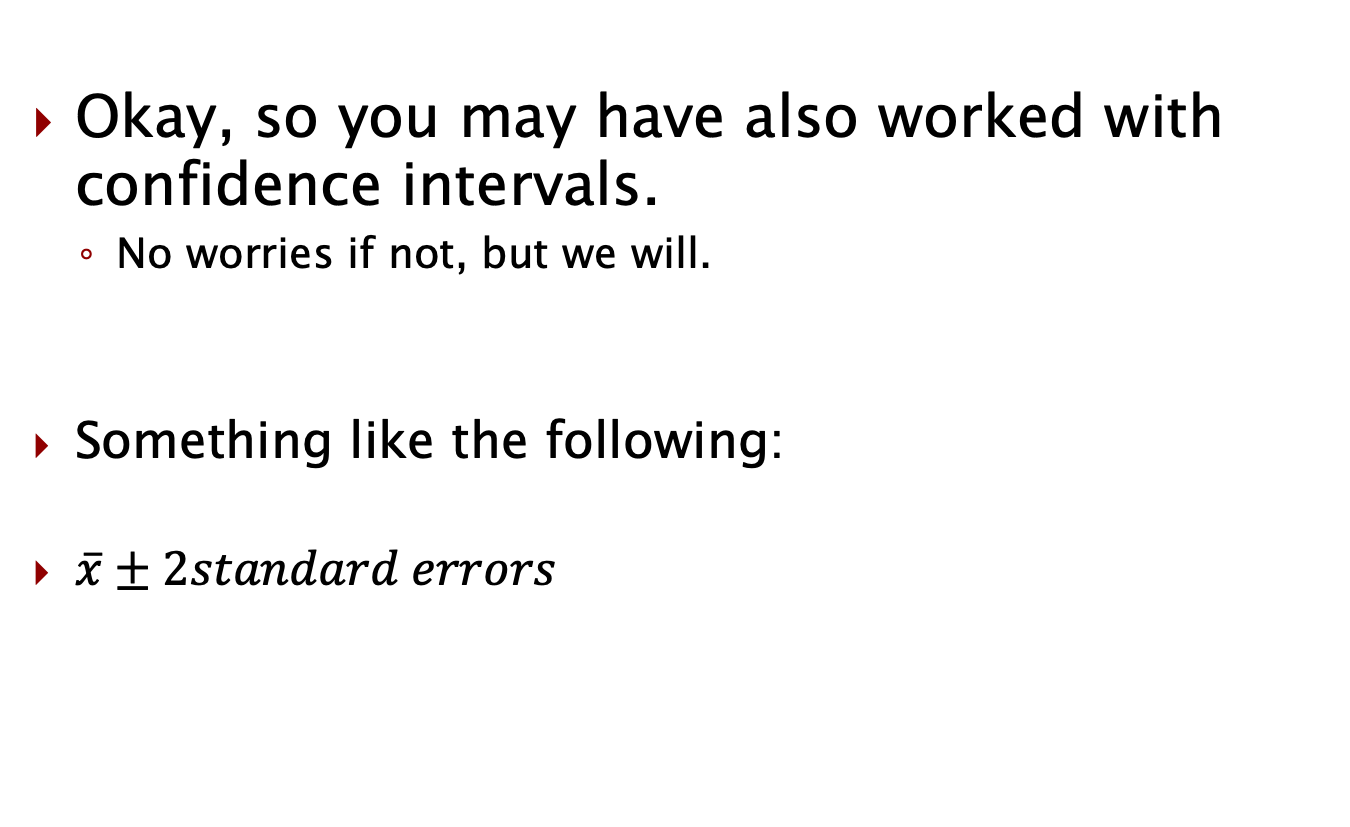 Okay, so you may have also worked with
confidence intervals.
No worries if not, but we will.
Something like the following:
x̄ ± 2standard errors